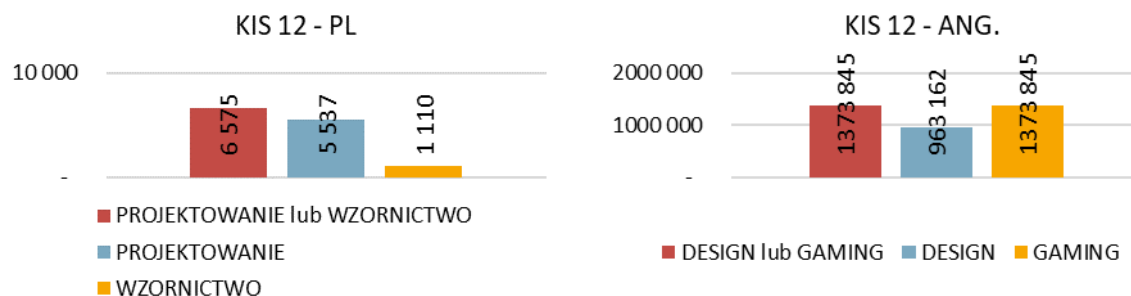 KIS 12 - PL
10 000
-
6 575
5 537
1 110
PROJEKTOWANIE lub WZORNICTWO
PROJEKTOWANIE
WZORNICTWO
KIS 12 - ANG.
2000 000
1000 000
-
1373 845
963 162
1373 845
DESIGN lub GAMING DESIGN GAMING